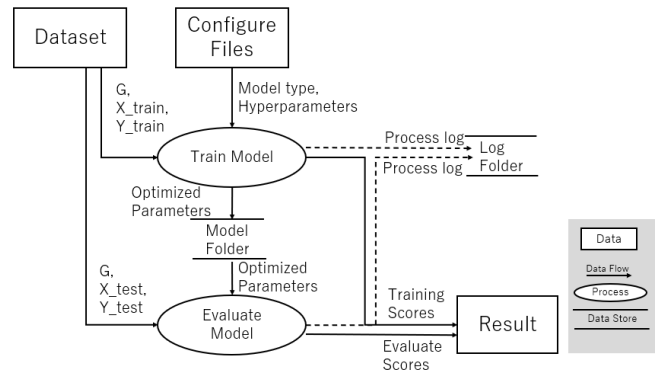 Dataset
Configure
Files
G,
X_train,
Y_train
Model type,
Hyperparameters
Train Model
Process log
Log
Folder
Process log
Optimized
Parameters
Model
Folder
Optimized
Parameters
G,
X_test,
Y_test
Evaluate
Model
Training
Scores
Evaluate
Scores
Result
Data
Data Flow
Process
Data Store